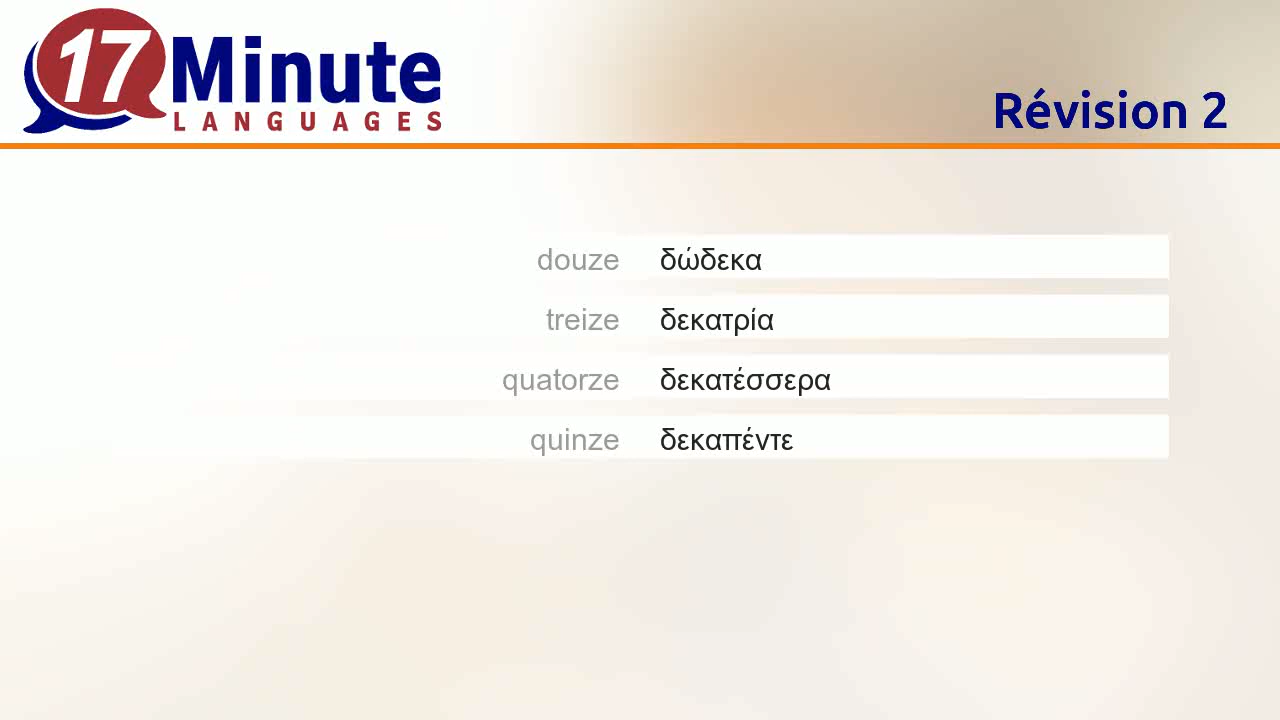 17 Minute
LANGUAGES
Révision 2
douze δώδεκα
treize δεκατρία
quatorze δεκατέσσερα
quinze δεκαπέντε